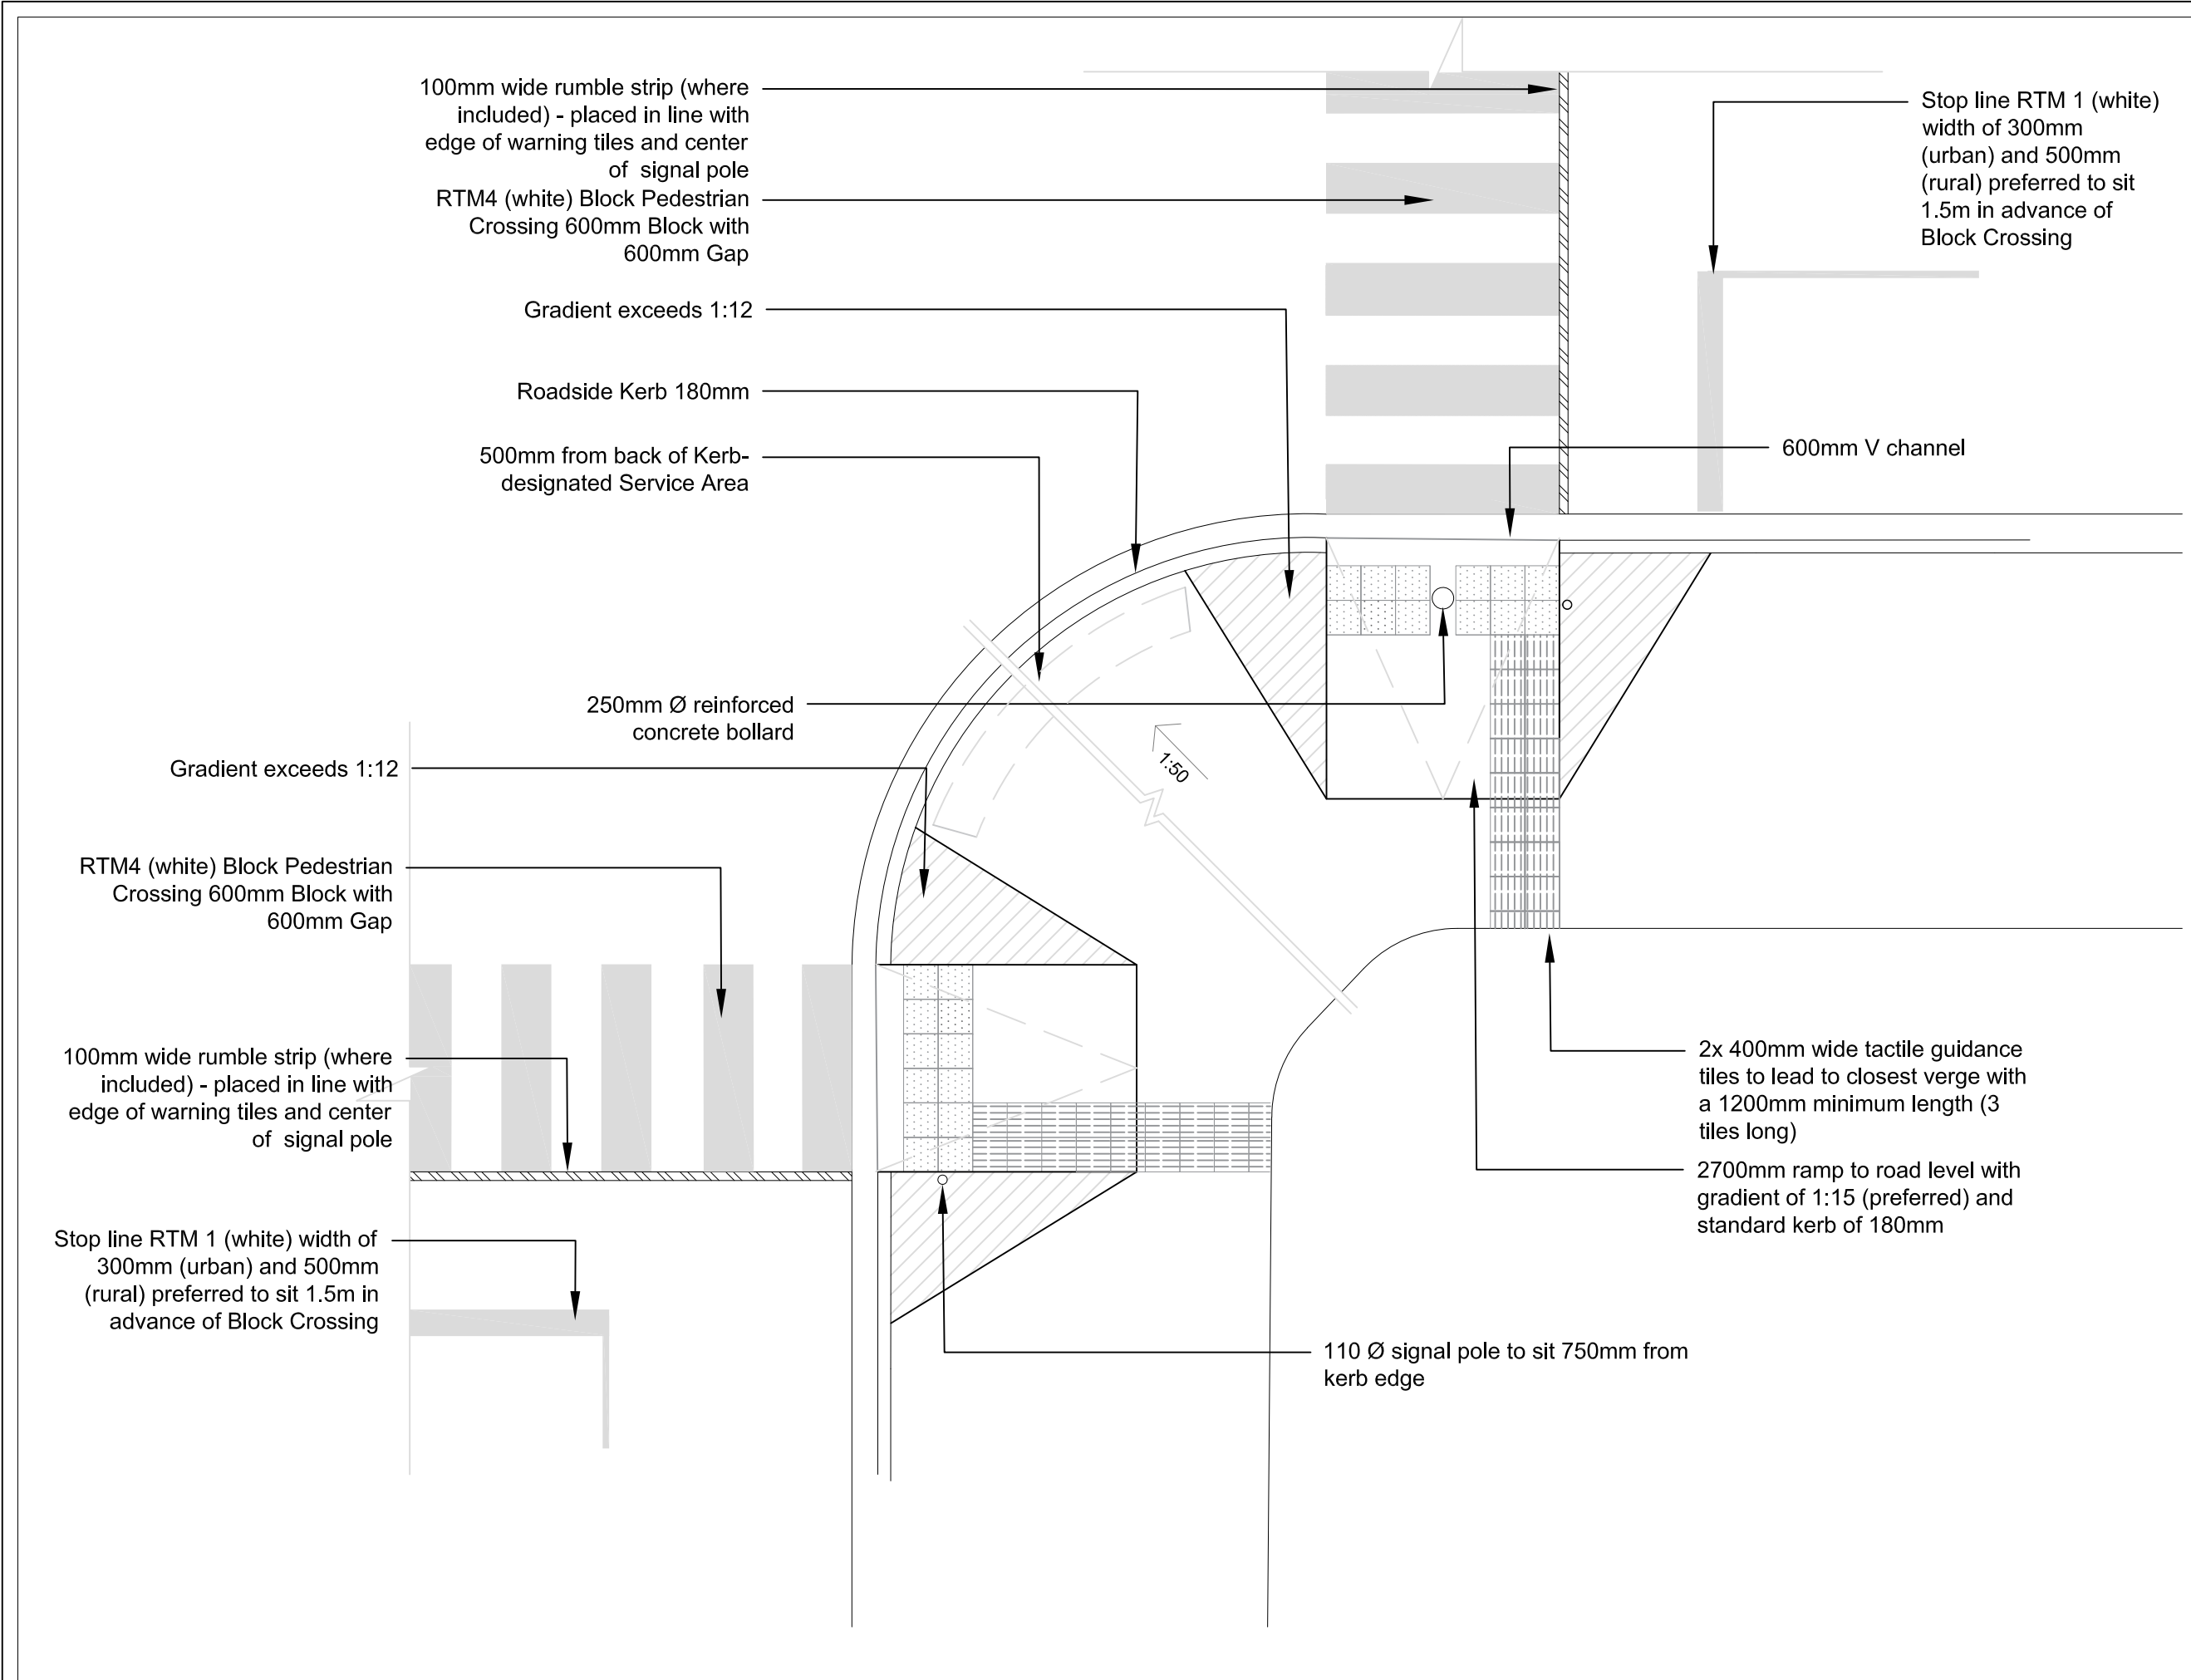 100mm wide rumble strip (where
included) - placed in line with
edge of warning tiles and center
of signal pole
RTM4 (white) Block Pedestrian
Crossing 600mm Block with
600mm Gap
Gradient exceeds 1:12
Roadside Kerb 180mm
500mm from back of Kerb-
designated Service Area
250mm Ø reinforced
concrete bollard
Stop line RTM 1 (white)
width of 300mm
(urban) and 500mm
(rural) preferred to sit
1.5m in advance of
Block Crossing
600mm V channel
1:50
Gradient exceeds 1:12
RTM4 (white) Block Pedestrian
Crossing 600mm Block with
600mm Gap
100mm wide rumble strip (where
included) - placed in line with
edge of warning tiles and center
of signal pole
Stop line RTM 1 (white) width of
300mm (urban) and 500mm
(rural) preferred to sit 1.5m in
advance of Block Crossing
2x 400mm wide tactile guidance
tiles to lead to closest verge with
a 1200mm minimum length (3
tiles long)
2700mm ramp to road level with
gradient of 1:15 (preferred) and
standard kerb of 180mm
110 Ø signal pole to sit 750mm from
kerb edge